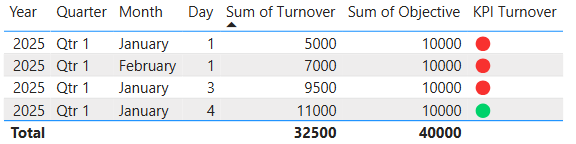 Year Quarter Month Day Sum of Turnover Sum of Objective KPI Turnover
2025 Qtr 1 January 1 5000 10000
2025 Qtr 1 February 1 7000 10000
2025 Qtr 1 January 3 9500 10000
2025 Qtr 1 January 4 11000 10000
Total 32500 40000